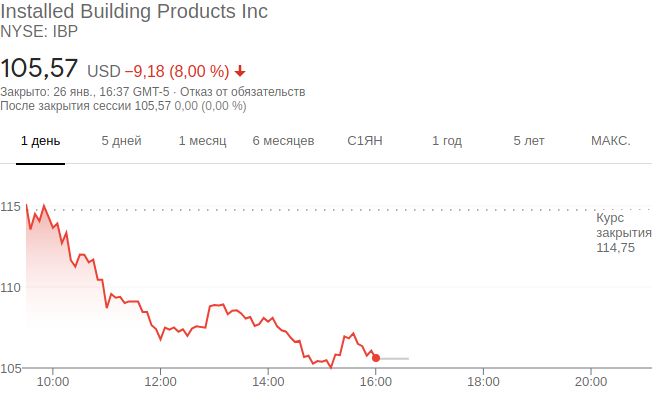 Installed Building Products Inc
NYSE: IBP
105,57 USD −9,18 (8,00 %)
Закрыто: 26 янв., 16:37 GMT-5 · Отказ от обязательств
После закрытия сессии 105,57 0,00 (0,00 %)
1 день 5 дней 1 месяц 6 месяцев С1ЯН 1 год 5 лет МАКС.
115
Курс
закрытия
114,75
110
105
10:00 12:00 14:00 16:00 18:00 20:00